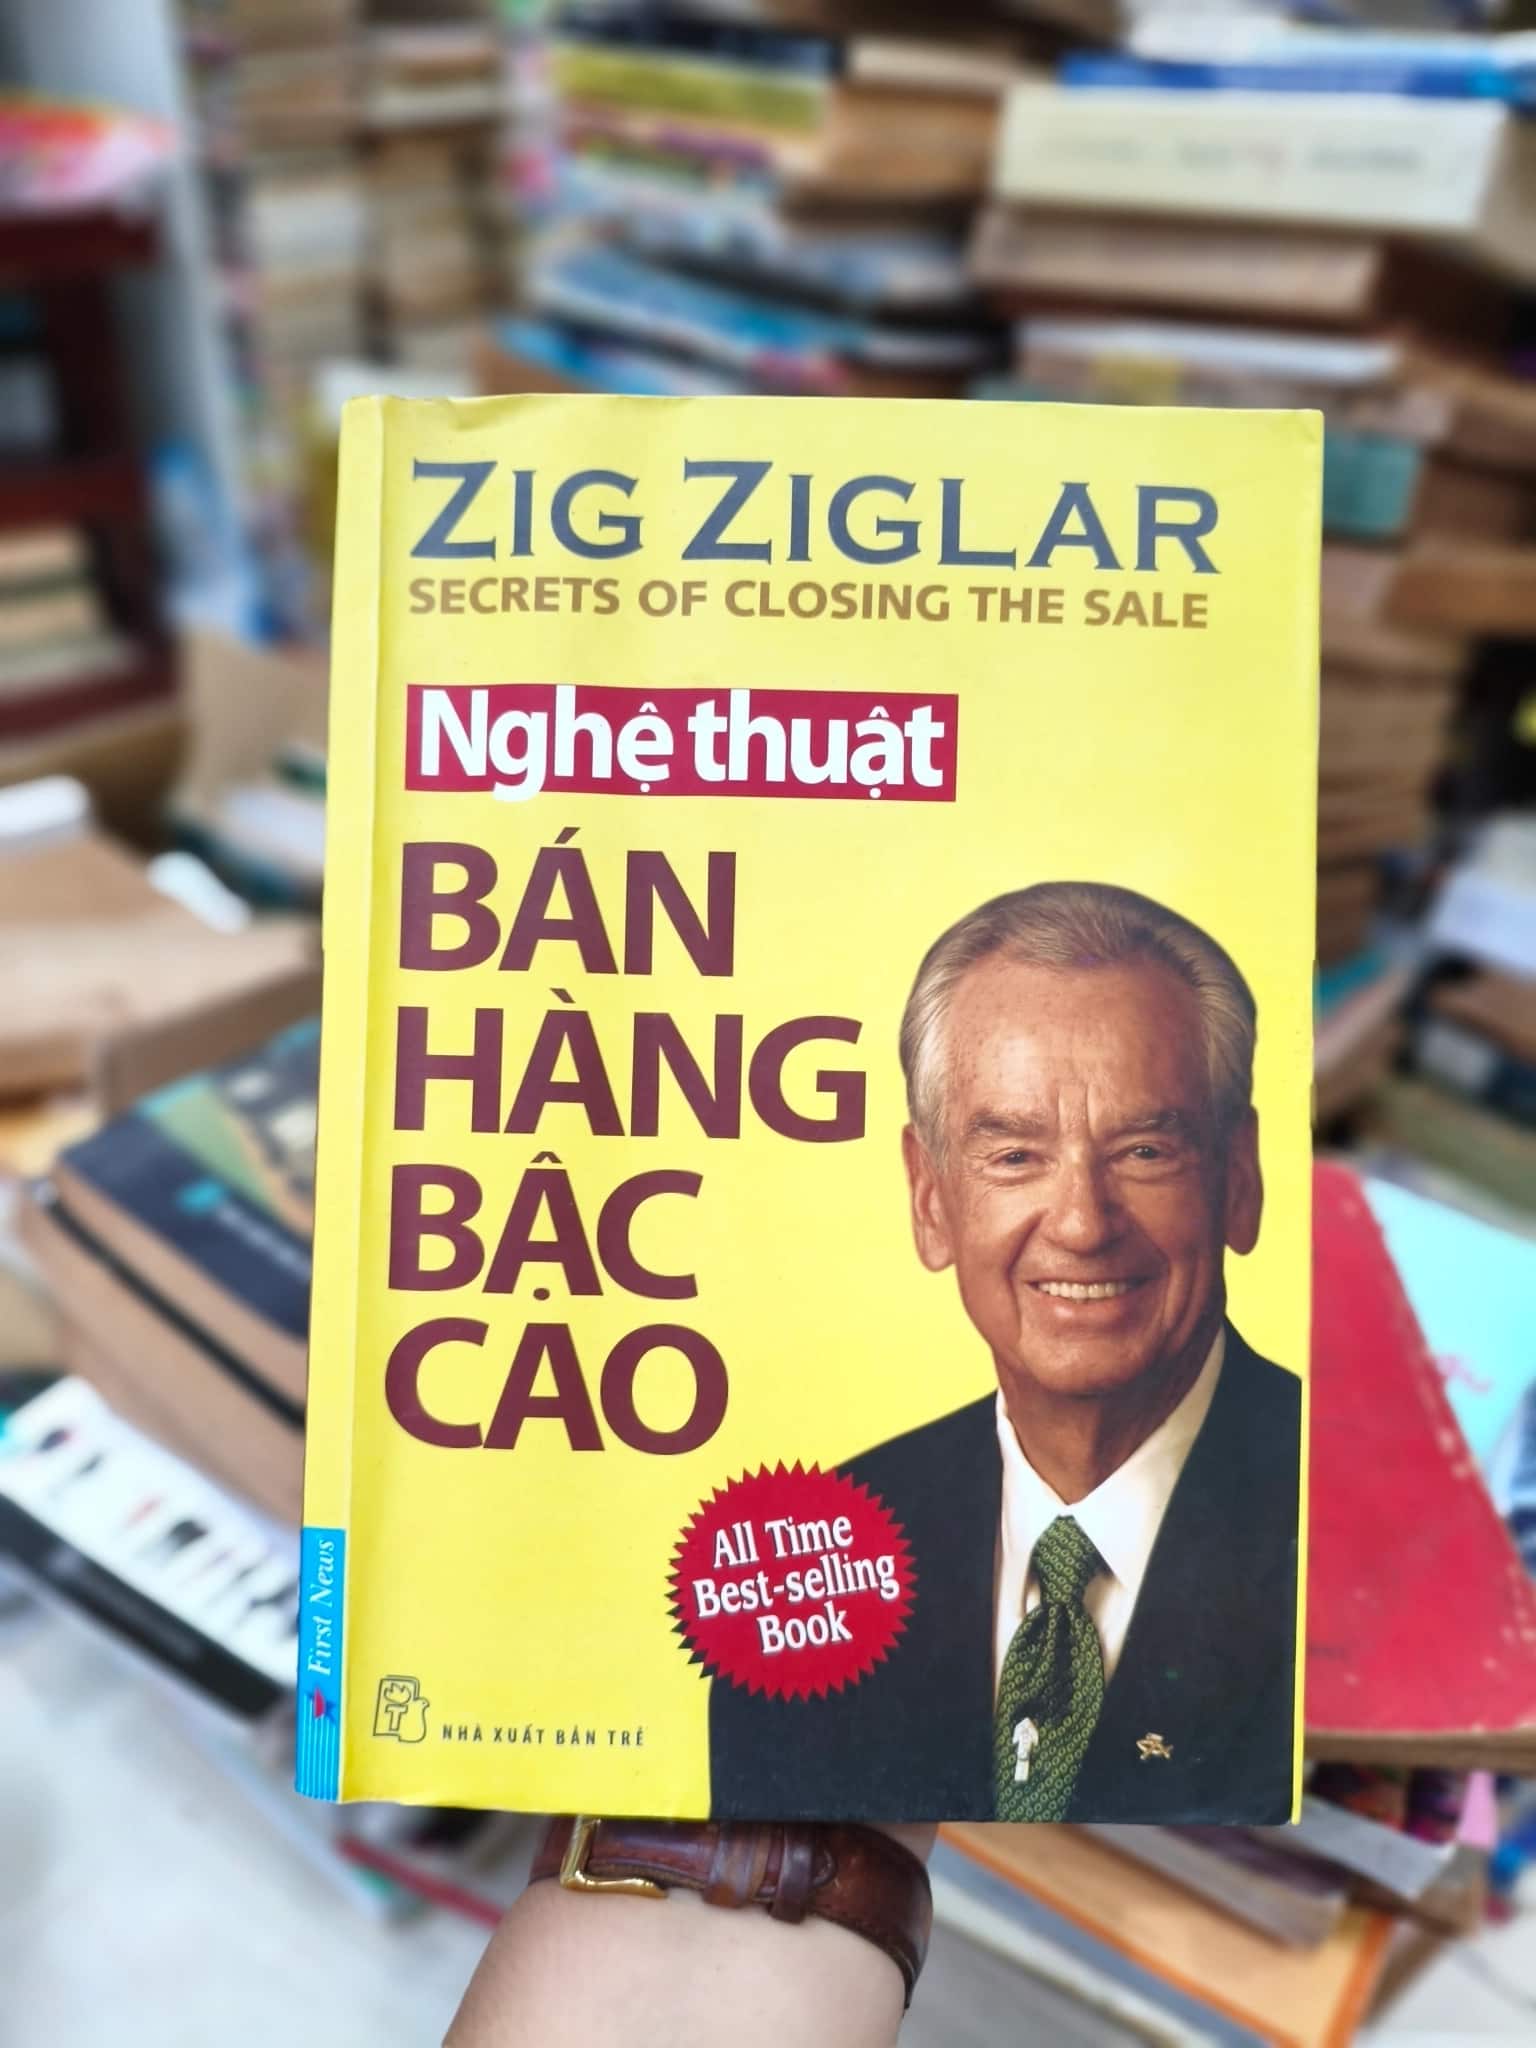 ZIG ZIGLAR
SECRETS OF CLOSING THE SALE
Nghệ thuật
BÁN
HÀNG
BẬC
CAO
All Time
Best-selling
Book
First News
NHÀ XUẤT BẢN TRẺ